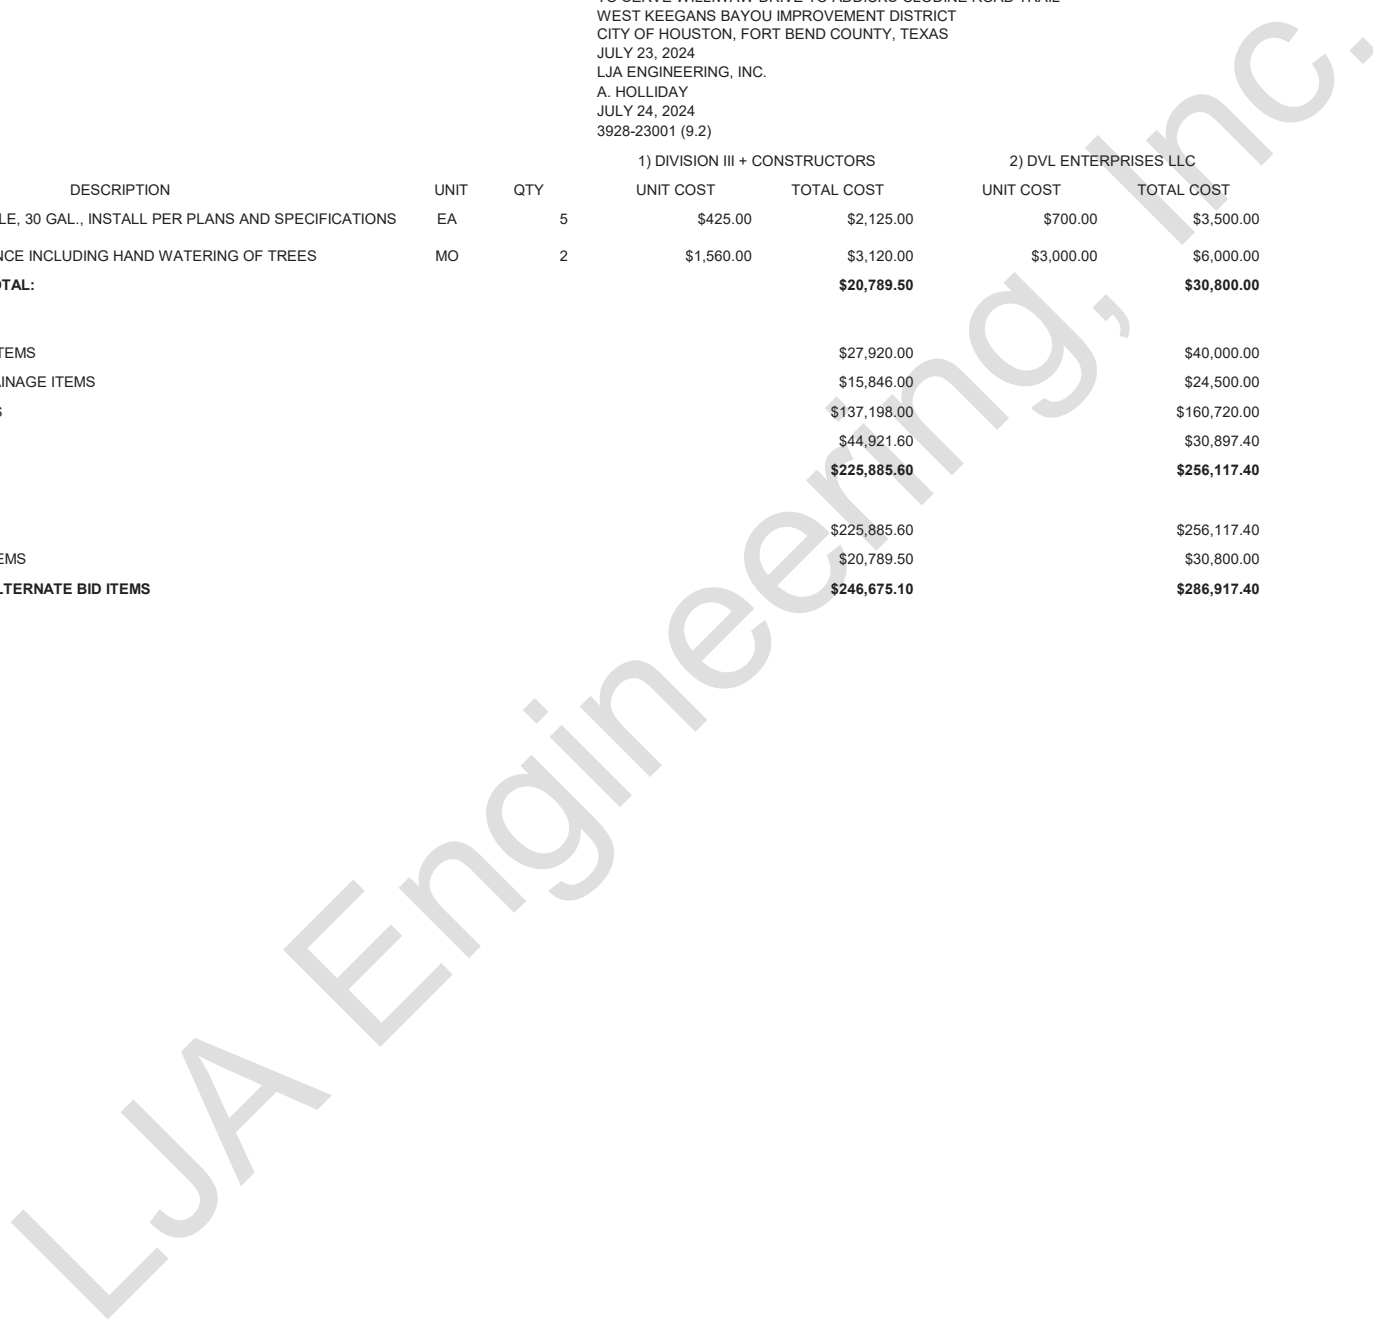 WEST KEEGANS BAYOU IMPROVEMENT DISTRICT
CITY OF HOUSTON, FORT BEND COUNTY, TEXAS
JULY 23, 2024
LJA ENGINEERING, INC.
A. HOLLIDAY
JULY 24, 2024
3928-23001 (9.2)
1) DIVISION III + CONSTRUCTORS 2) DVL ENTERPRISES LLC
DESCRIPTION UNIT QTY UNIT COST TOTAL COST UNIT COST TOTAL COST
LE, 30 GAL., INSTALL PER PLANS AND SPECIFICATIONS EA 5 $425.00 $2,125.00 $700.00 $3,500.00
NCE INCLUDING HAND WATERING OF TREES MO 2 $1,560.00 $3,120.00 $3,000.00 $6,000.00
OTAL: $20,789.50 $30,800.00
TEMS $27,920.00 $40,000.00
AINAGE ITEMS $15,846.00 $24,500.00
S $137,198.00 $160,720.00
$44,921.60 $30,897.40
$225,885.60 $256,117.40
$225,885.60 $256,117.40
EMS $20,789.50 $30,800.00
LTERNATE BID ITEMS $246,675.10 $286,917.40
LJA Engineering, Inc.